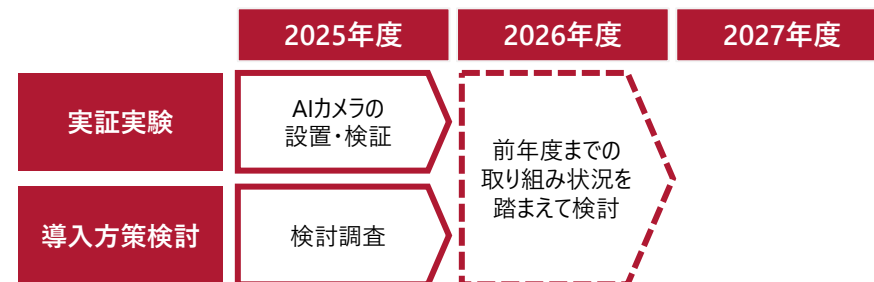 2025年度
2026年度
2027年度
実証実験
AIカメラの
設置・検証
前年度までの
取り組み状況を
踏まえて検討
導入方策検討
検討調査